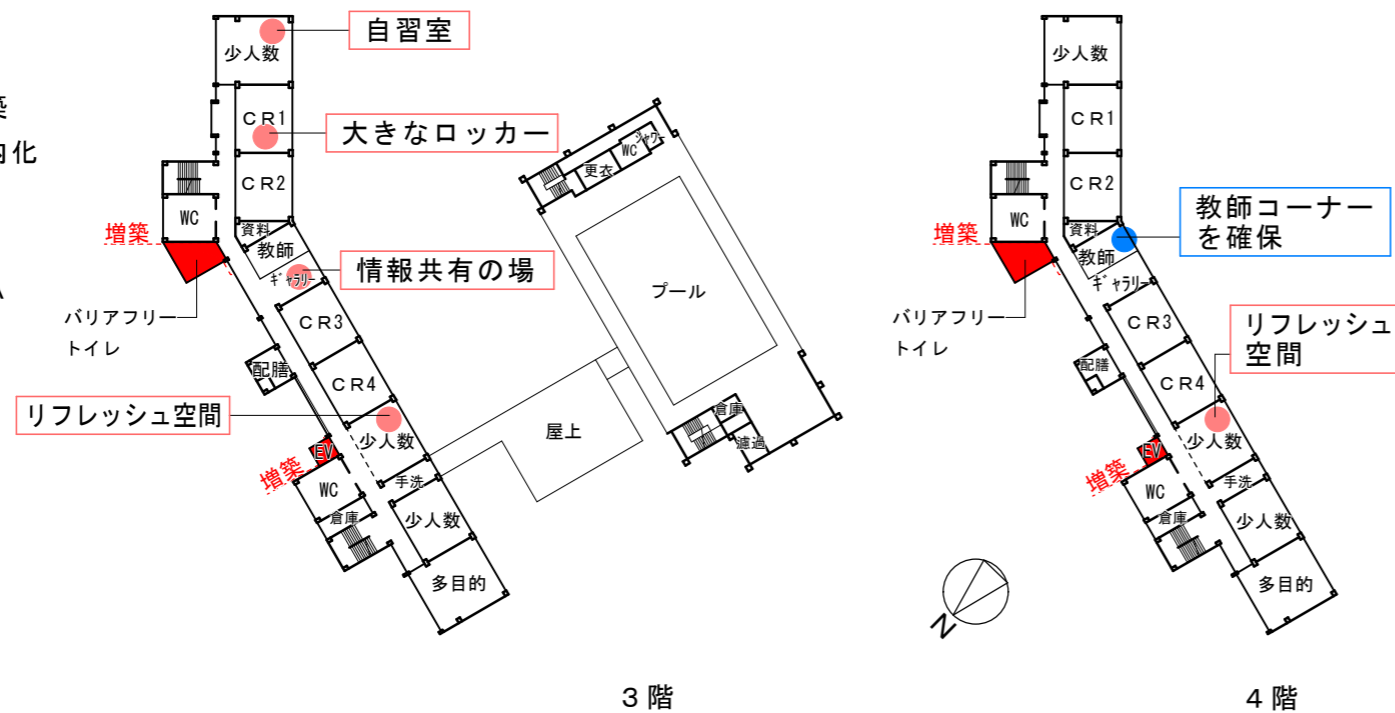 築
内化
自習室
少人数
CR1
大きなロッカー
CR2
WC
増築
資料
教師
ギャラリー
情報共有の場
バリアフリー
トイレ
CR3
配膳
CR4
リフレッシュ空間
少人数
EV
増築
WC
手洗
倉庫
少人数
多目的
更衣
WC
シャワー
プール
屋上
倉庫
濾過
3階
少人数
CR1
CR2
WC
増築
資料
教師
ギャラリー
教師コーナー
を確保
バリアフリー
トイレ
CR3
配膳
CR4
リフレッシュ
空間
少人数
EV
増築
WC
手洗
倉庫
少人数
多目的
N
4階